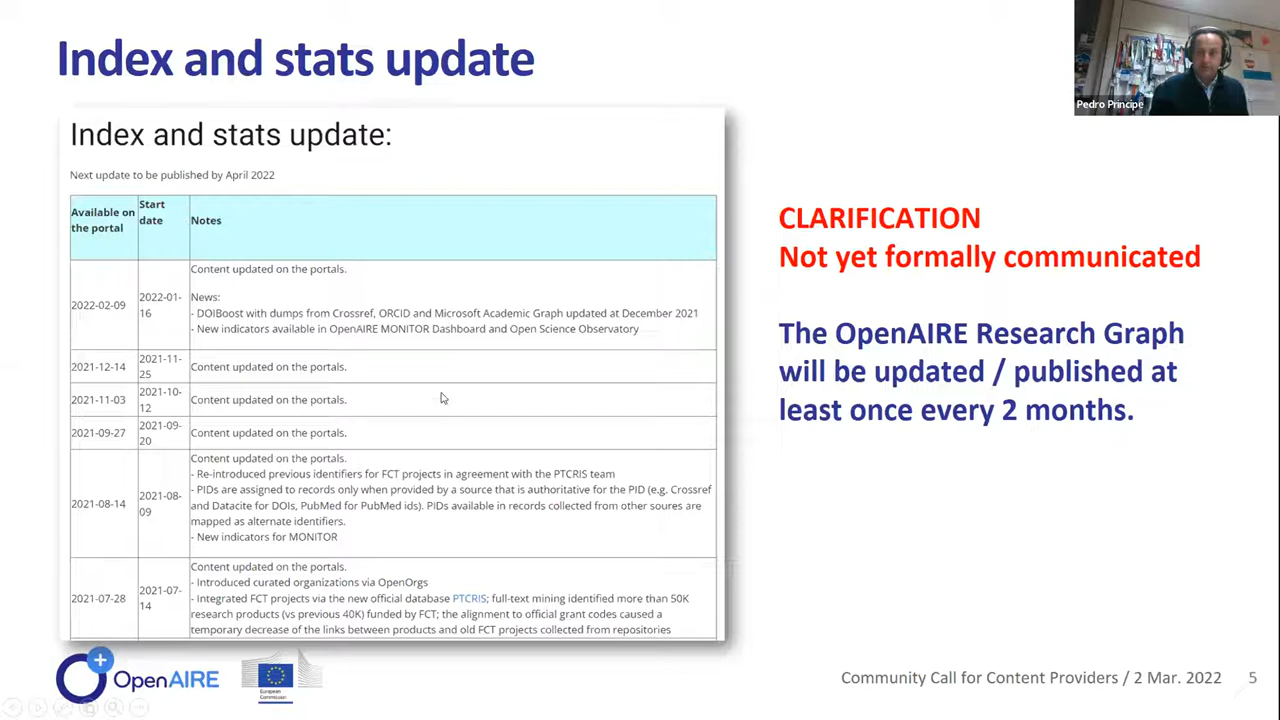 Index and stats update
Pedro Principe
Index and stats update:
Next update to be published by April 2022
Available on
the portal
Start
date
Notes
2022-02-09
2022-01-
16
Content updated on the portals.
News:
- DOIBoost with dumps from Crossref, ORCID and Microsoft Academic Graph updated at December 2021
- New indicators available in OpenAIRE MONITOR Dashboard and Open Science Observatory
2021-12-14
2021-11-
25
Content updated on the portals.
2021-11-03
2021-10-
12
Content updated on the portals.
2021-09-27
2021-09-
20
Content updated on the portals.
2021-08-14
2021-08-
09
Content updated on the portals.
- Re-introduced previous identifiers for FCT projects in agreement with the PTCRIS team
- PIDs are assigned to records only when provided by a source that is authoritative for the PID (e.g. Crossref
and Datacite for DOIs, PubMed for PubMed ids). PIDs available in records collected from other soures are
mapped as alternate identifiers.
- New indicators for MONITOR
2021-07-28
2021-07-
14
Content updated on the portals.
- Introduced curated organizations via OpenOrgs
- Integrated FCT projects via the new official database PTCRIS; full-text mining identified more than 50K
research products (vs previous 40K) funded by FCT; the alignment to official grant codes caused a
temporary decrease of the links between products and old FCT projects collected from repositories
CLARIFICATION
Not yet formally communicated
The OpenAIRE Research Graph
will be updated / published at
least once every 2 months.
OpenAIRE
European
Commission
Community Call for Content Providers / 2 Mar. 2022
5